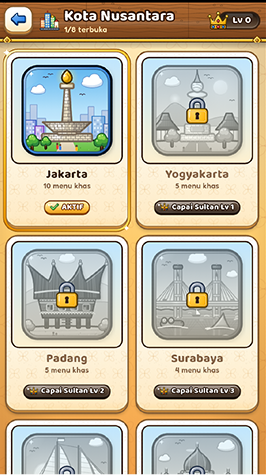 Kota Nusantara
1/8 terbuka
Lv 0
Jakarta
10 menu khas
AKTIF
Yogyakarta
5 menu khas
Capai Sultan Lv 1
Padang
5 menu khas
Capai Sultan Lv 2
Surabaya
4 menu khas
Capai Sultan Lv 3